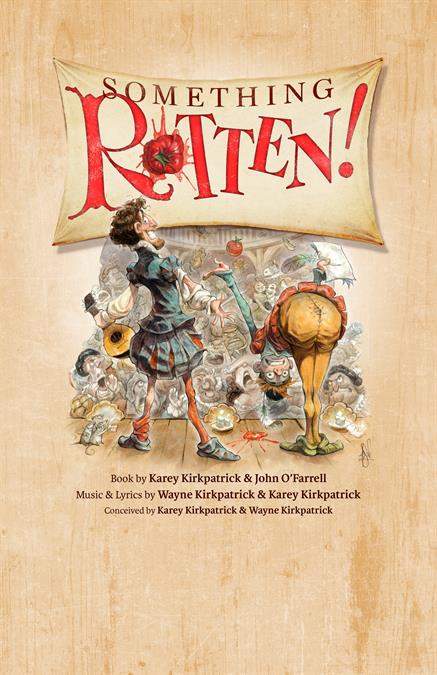 SOMETHING
ROTTEN!
Book by Karey Kirkpatrick & John O'Farrell
Music & Lyrics by Wayne Kirkpatrick & Karey Kirkpatrick
Conceived by Karey Kirkpatrick & Wayne Kirkpatrick